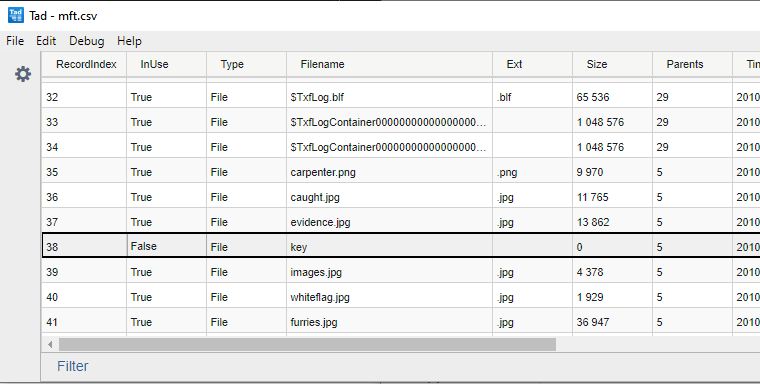 Tad - mft.csv
File Edit Debug Help
RecordIndex InUse Type Filename Ext Size Parents Tin
32 True File $TxfLog.blf .blf 65 536 29 2010
33 True File $TxfLogContainer00000000000000000... 1 048 576 29 2010
34 True File $TxfLogContainer00000000000000000... 1 048 576 29 2010
35 True File carpenter.png .png 9 970 5 2010
36 True File caught.jpg .jpg 11 765 5 2010
37 True File evidence.jpg .jpg 13 862 5 2010
38 False File key 0 5 2010
39 True File images.jpg .jpg 4 378 5 2010
40 True File whiteflag.jpg .jpg 1 929 5 2010
41 True File furries.jpg .jpg 36 947 5 2010
Filter